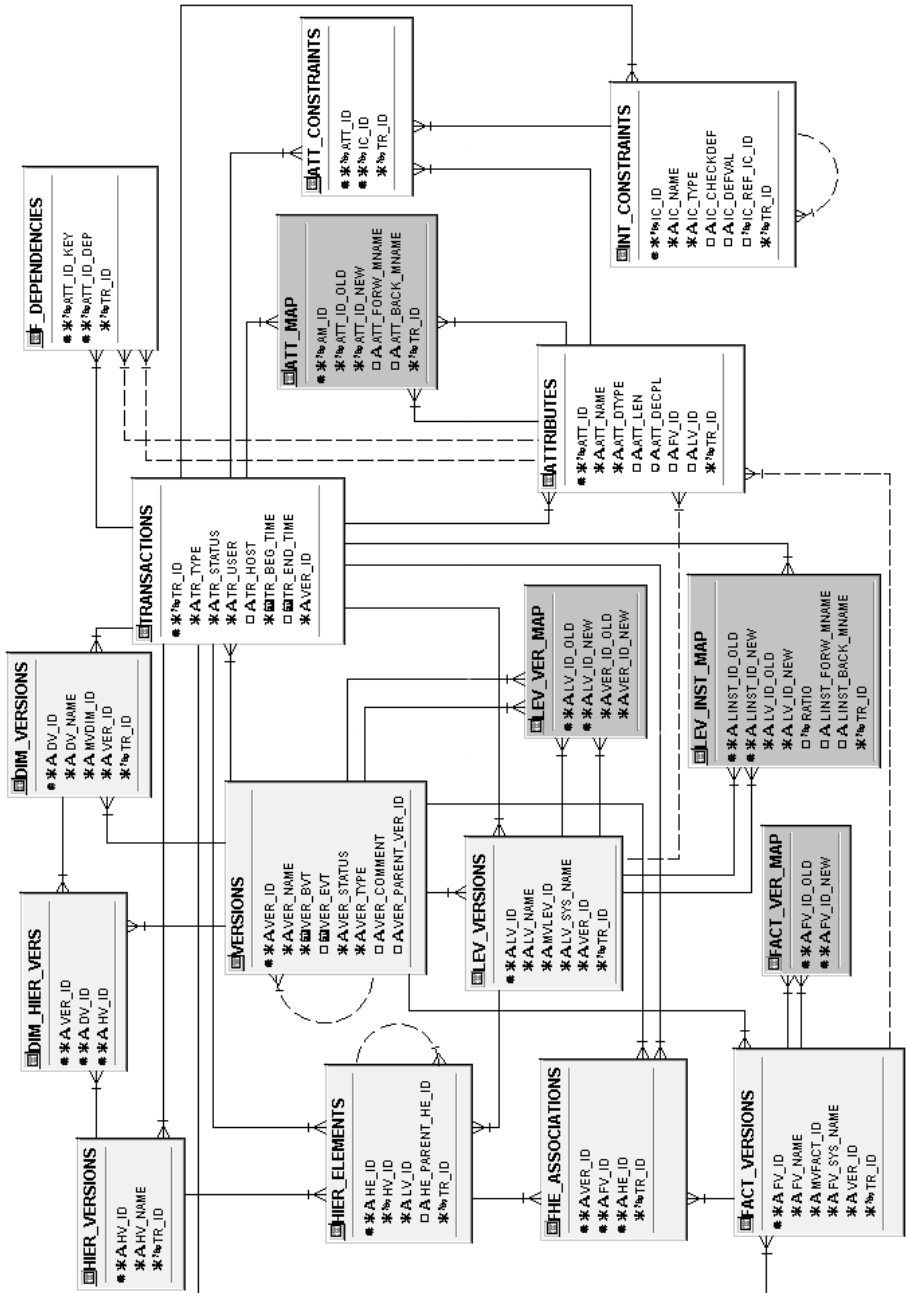 HIER_VERSIONS
HV_ID
HV_NAME
TR_ID
DIM_HIER_VERS
VER_ID
DV_ID
HV_ID
DIM_VERSIONS
DV_ID
DV_NAME
MVDIM_ID
VER_ID
TR_ID
TRANSACTIONS
TR_ID
TR_TYPE
TR_STATUS
TR_USER
TR_HOST
TR_BEG_TIME
TR_END_TIME
VER_ID
F_DEPENDENCIES
ATT_ID_KEY
ATT_ID_DEP
TR_ID
HIER_ELEMENTS
HE_ID
HV_ID
LV_ID
HE_PARENT_HE_ID
TR_ID
VERSIONS
VER_ID
VER_NAME
VER_BVT
VER_EVT
VER_STATUS
VER_TYPE
VER_COMMENT
VER_PARENT_VER_ID
ATT_MAP
AM_ID
ATT_ID_OLD
ATT_ID_NEW
ATT_FORW_MNAME
ATT_BACK_MNAME
TR_ID
ATT_CONSTRAINTS
ATT_ID
IC_ID
TR_ID
FHE_ASSOCIATIONS
VER_ID
FV_ID
HE_ID
TR_ID
LEV_VERSIONS
LV_ID
LV_NAME
MVLEV_ID
LV_SYS_NAME
VER_ID
TR_ID
LEV_VER_MAP
LV_ID_OLD
LV_ID_NEW
VER_ID_OLD
VER_ID_NEW
ATTRIBUTES
ATT_ID
ATT_NAME
ATT_DTYPE
ATT_LEN
ATT_DECPL
FV_ID
LV_ID
TR_ID
INT_CONSTRAINTS
IC_ID
IC_NAME
IC_TYPE
IC_CHECKDEF
IC_DEFVAL
IC_REF_IC_ID
TR_ID
FACT_VERSIONS
FV_ID
FV_NAME
MVFACT_ID
FV_SYS_NAME
VER_ID
TR_ID
FACT_VER_MAP
FV_ID_OLD
FV_ID_NEW
LEV_INST_MAP
LINST_ID_OLD
LINST_ID_NEW
LV_ID_OLD
LV_ID_NEW
RATIO
LINST_FORW_MNAME
LINST_BACK_MNAME
TR_ID